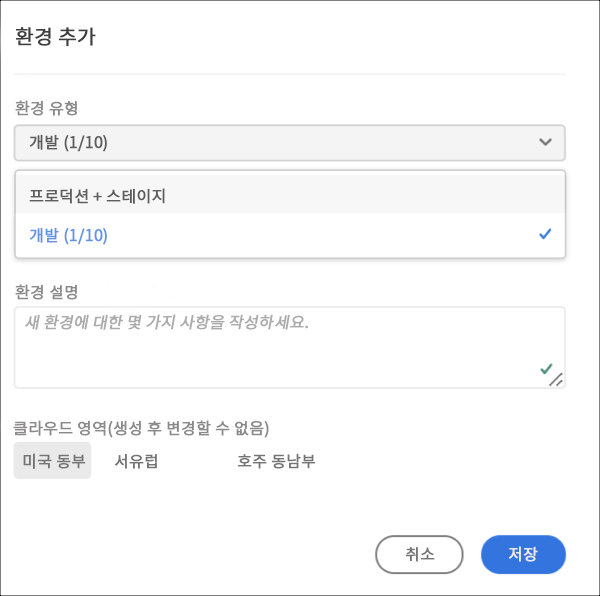 환경 추가
환경 유형
개발 (1/10)
프로덕션 + 스테이지
개발 (1/10)
환경 설명
새 환경에 대한 몇 가지 사항을 작성하세요.
클라우드 영역(생성 후 변경할 수 없음)
미국 동부 서유럽 호주 동남부
취소 저장